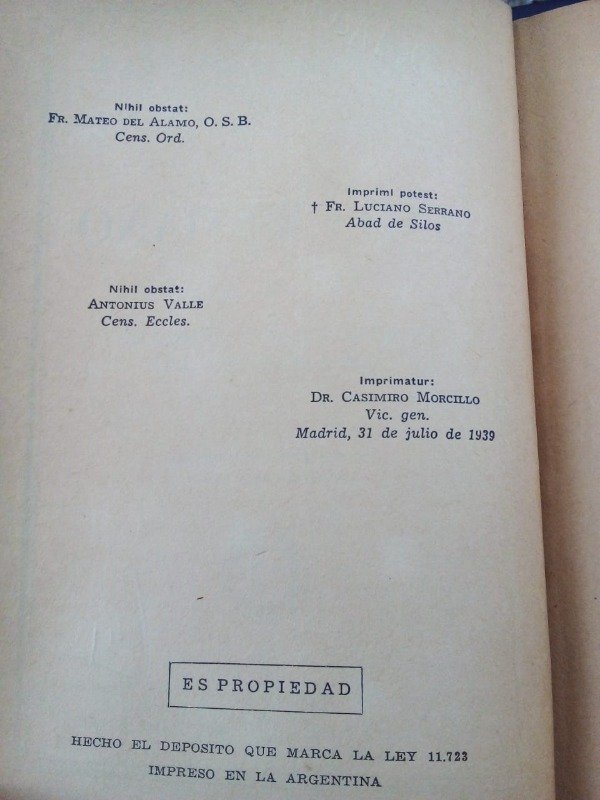 Nihil obstat:
FR. MATEO DEL ALAMO, O. S. B.
Cens. Ord.
Imprimi potest:
† FR. LUCIANO SERRANO
Abad de Silos
Nihil obstat:
ANTONIUS VALLE
Cens. Eccles.
Imprimatur:
DR. CASIMIRO MORCILLO
Vic. gen.
Madrid, 31 de julio de 1939
ES PROPIEDAD
HECHO EL DEPOSITO QUE MARCA LA LEY 11.723
IMPRESO EN LA ARGENTINA